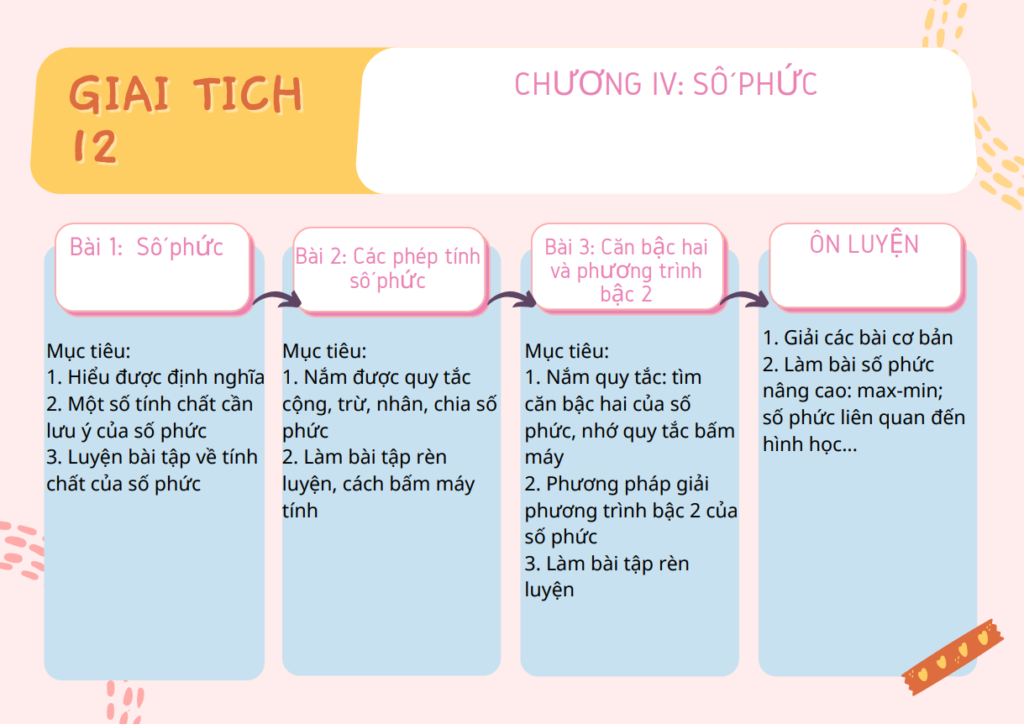 GIAI TICH
12
CHƯƠNG IV: SỐ PHỨC
Bài 1: Số phức
Mục tiêu:
1. Hiểu được định nghĩa
2. Một số tính chất cần
lưu ý của số phức
3. Luyện bài tập về tính
chất của số phức
Bài 2: Các phép tính
số phức
Mục tiêu:
1. Nắm được quy tắc
cộng, trừ, nhân, chia số
phức
2. Làm bài tập rèn
luyện, cách bấm máy
tính
Bài 3: Căn bậc hai
và phương trình
bậc 2
Mục tiêu:
1. Nắm quy tắc: tìm
căn bậc hai của số
phức, nhớ quy tắc bấm
máy
2. Phương pháp giải
phương trình bậc 2 của
số phức
3. Làm bài tập rèn
luyện
ÔN LUYỆN
1. Giải các bài cơ bản
2. Làm bài số phức
nâng cao: max-min;
số phức liên quan đến
hình học...